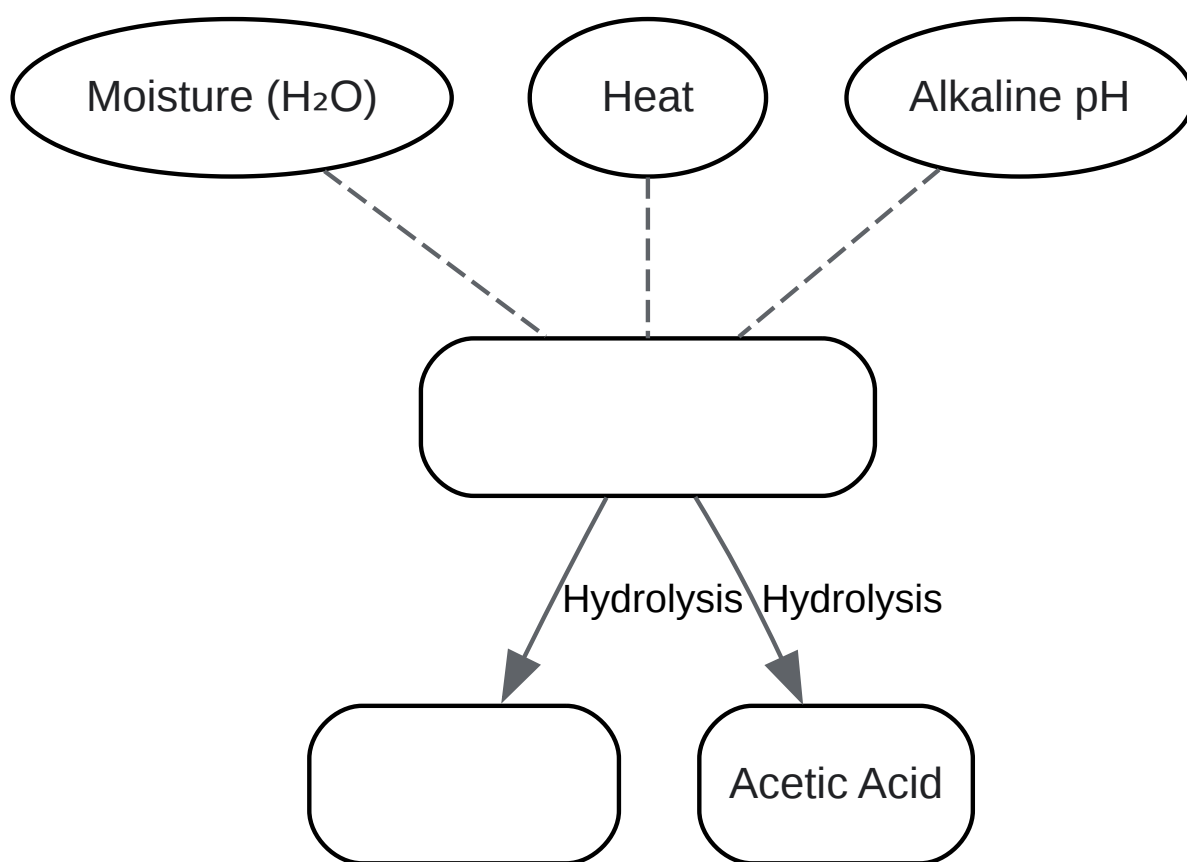 Moisture (H₂O)
Heat
Alkaline pH
Hydrolysis
Hydrolysis
Acetic Acid